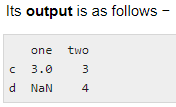 Its output is as follows −
one two
c 3.0 3
d NaN 4